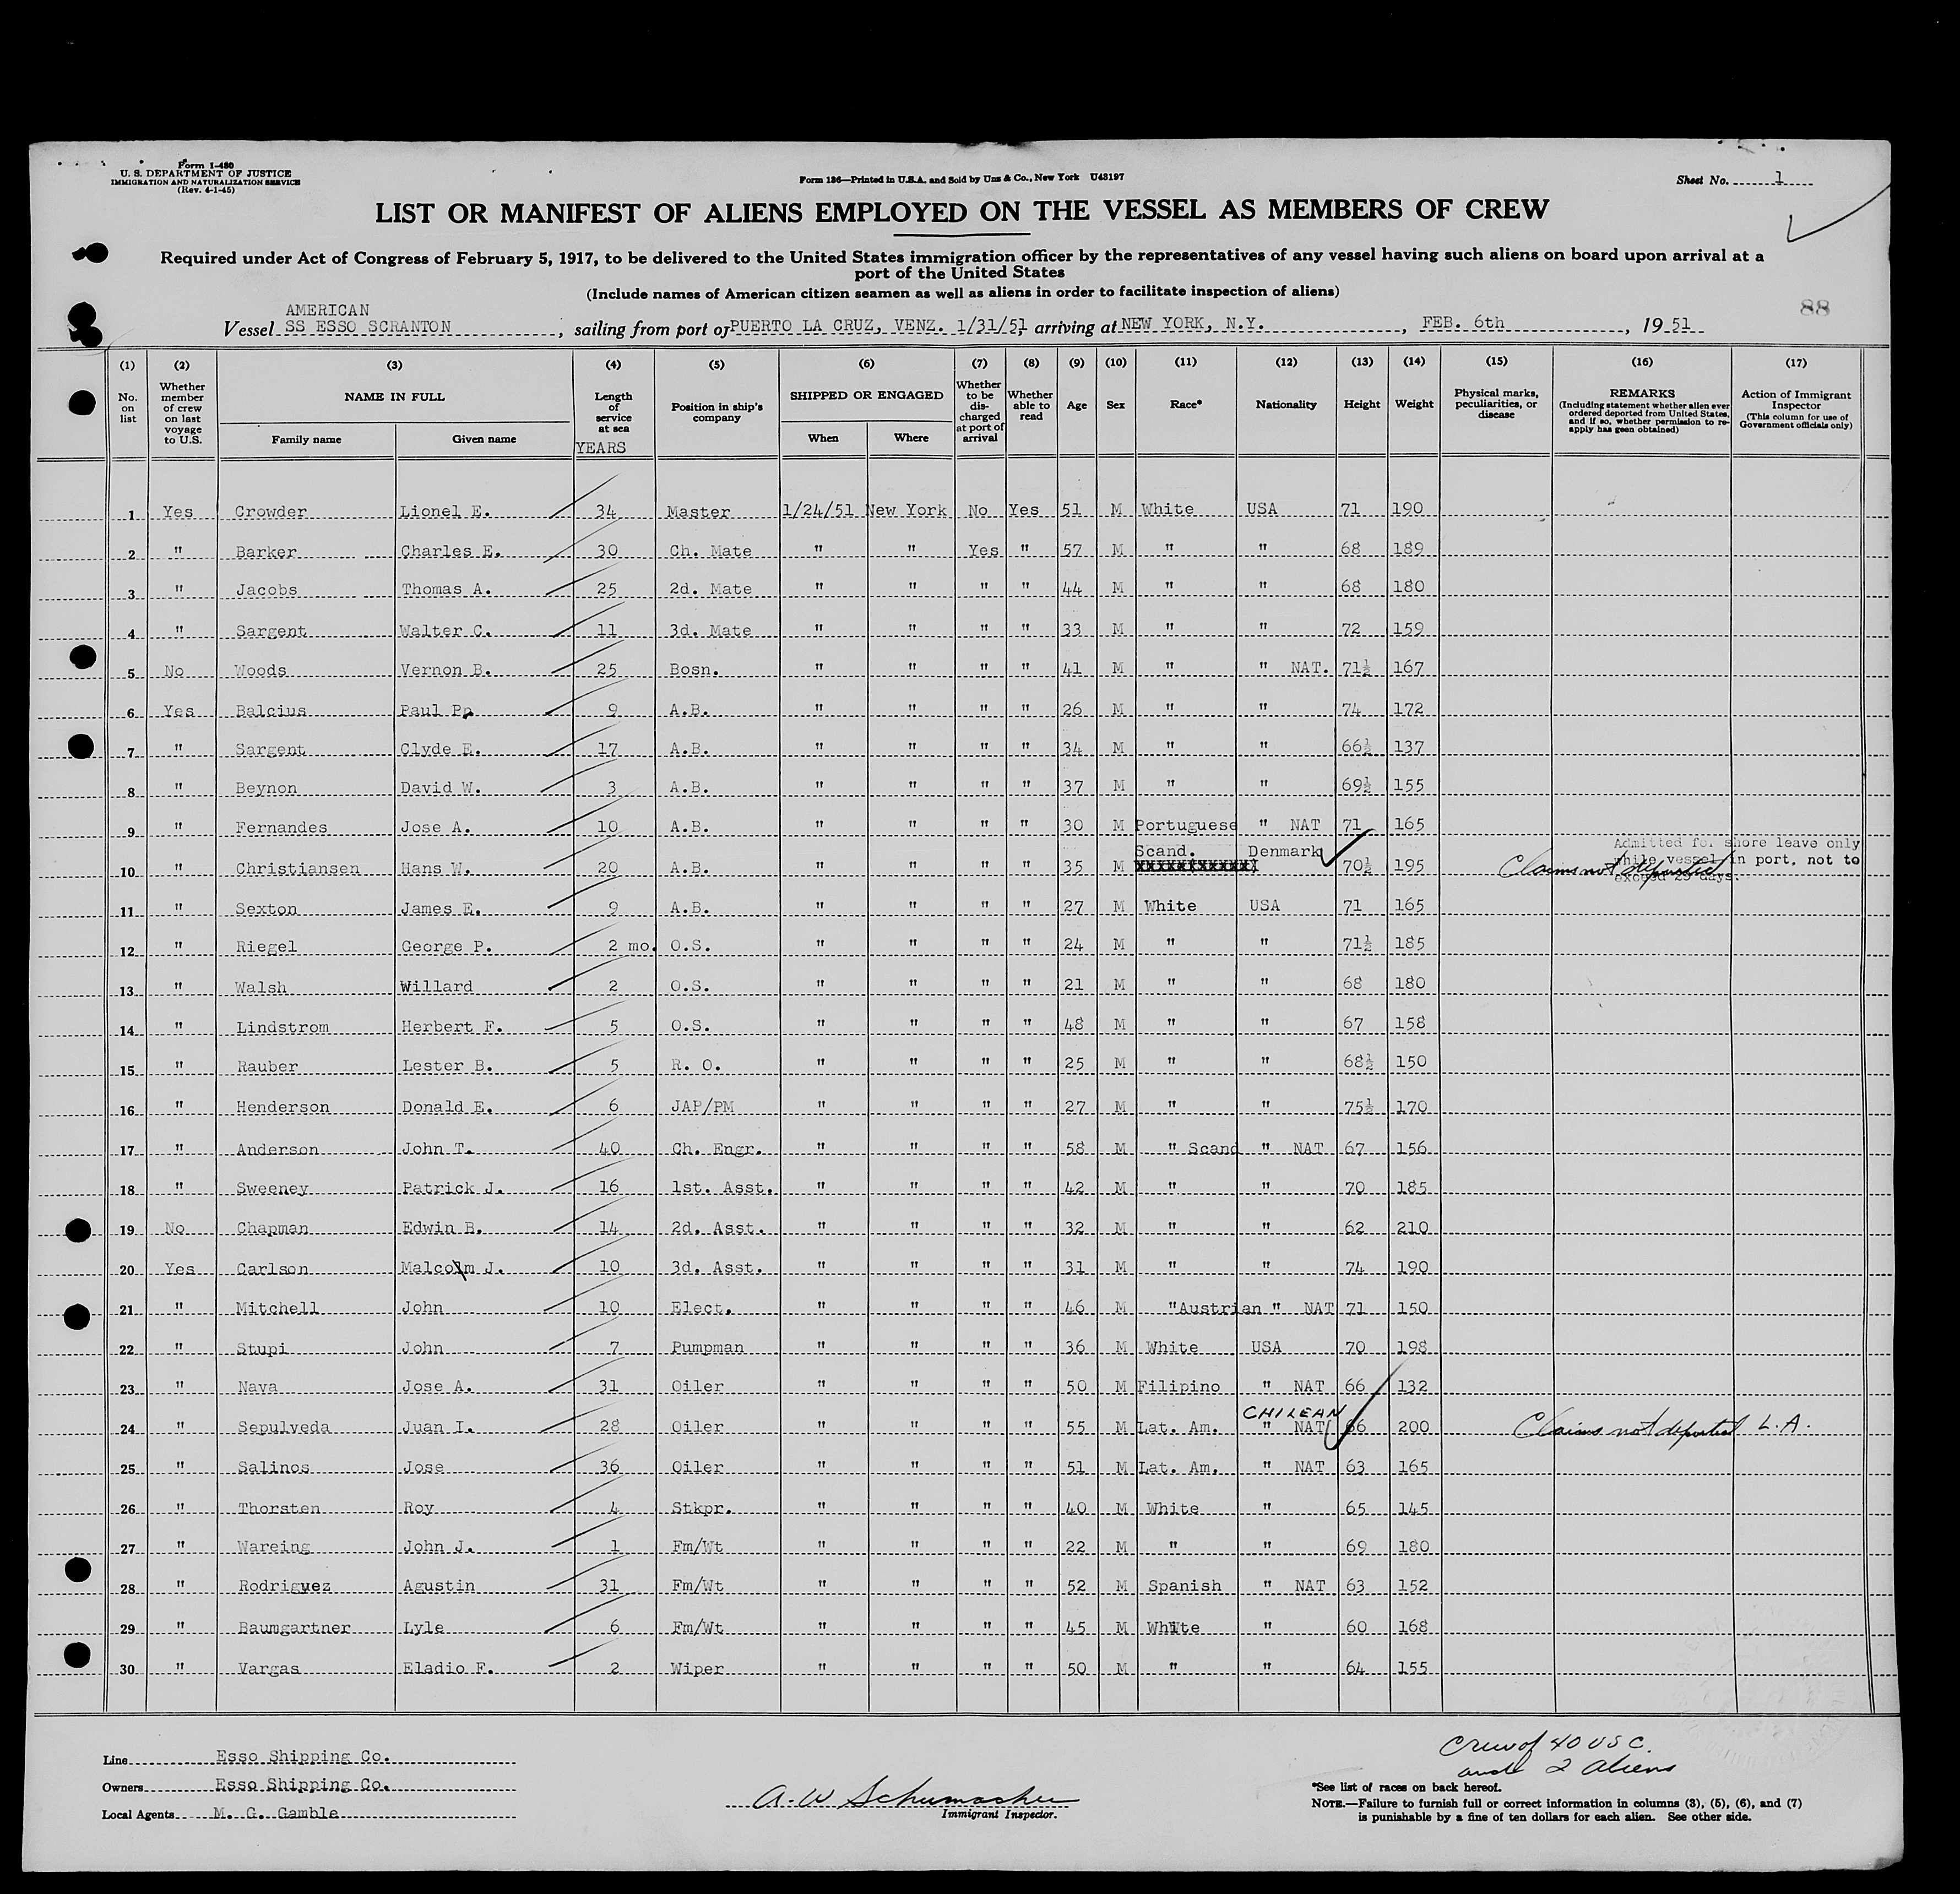 Form 1-480
U. S. DEPARTMENT OF JUSTICE
IMMIGRATION AND NATURALIZATION SERVICE
(Rev. 4-1-45)
Form 186—Printed in U.S.A. and Sold by Unz & Co., New York U43197
Sheet No. 1
LIST OR MANIFEST OF ALIENS EMPLOYED ON THE VESSEL AS MEMBERS OF CREW
Required under Act of Congress of February 5, 1917, to be delivered to the United States immigration officer by the representatives of any vessel having such aliens on board upon arrival at a
port of the United States
(Include names of American citizen seamen as well as aliens in order to facilitate inspection of aliens)
88
AMERICAN
Vessel SS ESSO SCRANTON, sailing from port of PUERTO LA CRUZ, VENZ. 1/31/51, arriving at NEW YORK, N.Y., FEB. 6th, 19 51
(1) (2) (3) (4) (5) (6) (7) (8) (9) (10) (11) (12) (13) (14) (15) (16) (17)
No. on list
Whether member of crew on last voyage to U.S.
NAME IN FULL
Family name
Given name
Length of service at sea
YEARS
Position in ship's company
SHIPPED OR ENGAGED
When
Where
Whether to be dis-charged at port of arrival
Whether able to read
Age
Sex
Race*
Nationality
Height
Weight
Physical marks, peculiarities, or disease
REMARKS
(Including statement whether alien ever ordered deported from United States, and if so, whether permission to re-apply has geen obtained)
Action of Immigrant Inspector
(This column for use of Government officials only)
1 Yes Crowder Lionel E. 34 Master 1/24/51 New York No Yes 51 M White USA 71 190
2 " Barker Charles E. 30 Ch. Mate " " Yes " 57 M " " 68 189
3 " Jacobs Thomas A. 25 2d. Mate " " " " 44 M " " 68 180
4 " Sargent Walter C. 11 3d. Mate " " " " 33 M " " 72 159
5 No Woods Vernon B. 25 Bosn. " " " " 41 M " " NAT. 71½ 167
6 Yes Balcius Paul Pp 9 A.B. " " " " 26 M " " 74 172
7 " Sargent Clyde E. 17 A.B. " " " " 34 M " " 66½ 137
8 " Beynon David W. 3 A.B. " " " " 37 M " " 69½ 155
9 " Fernandes Jose A. 10 A.B. " " " " 30 M Portuguese " NAT 71 165
10 " Christiansen Hans W. 20 A.B. " " " " 35 M Scand. Denmark 70½ 195 Claims not deported Admitted for shore leave only while vessel in port, not to exceed 29 days.
11 " Sexton James E. 9 A.B. " " " " 27 M White USA 71 165
12 " Riegel George P. 2 mo. O.S. " " " " 24 M " " 71½ 185
13 " Walsh Willard 2 O.S. " " " " 21 M " " 68 180
14 " Lindstrom Herbert F. 5 O.S. " " " " 48 M " " 67 158
15 " Rauber Lester B. 5 R. O. " " " " 25 M " " 68½ 150
16 " Henderson Donald E. 6 JAP/PM " " " " 27 M " " 75½ 170
17 " Anderson John T. 40 Ch. Engr. " " " " 58 M " Scand " NAT 67 156
18 " Sweeney Patrick J. 16 1st. Asst. " " " " 42 M " " 70 185
19 No Chapman Edwin B. 14 2d. Asst. " " " " 32 M " " 62 210
20 Yes Carlson Malcolm J. 10 3d. Asst. " " " " 31 M " " 74 190
21 " Mitchell John 10 Elect. " " " " 46 M "Austrian " NAT 71 150
22 " Stupi John 7 Pumpman " " " " 36 M White USA 70 198
23 " Nava Jose A. 31 Oiler " " " " 50 M Filipino " NAT 66 132
24 " Sepulveda Juan I. 28 Oiler " " " " 55 M Lat. Am. CHILEAN " NAT 66 200 Claims not deported L.A.
25 " Salinos Jose 36 Oiler " " " " 51 M Lat. Am. " NAT 63 165
26 " Thorsten Roy 4 Stkpr. " " " " 40 M White " 65 145
27 " Wareing John J. 1 Fm/Wt " " " " 22 M " " 69 180
28 " Rodriguez Agustin 31 Fm/Wt " " " " 52 M Spanish " NAT 63 152
29 " Baumgartner Lyle 6 Fm/Wt " " " " 45 M White " 60 168
30 " Vargas Eladio F. 2 Wiper " " " " 50 M " " 64 155
Line Esso Shipping Co.
Owners Esso Shipping Co.
Local Agents M. G. Gamble
A. W Schumacher
Immigrant Inspector.
Crew of 40 USC.
and 2 aliens
*See list of races on back hereof.
NOTE.—Failure to furnish full or correct information in columns (3), (5), (6), and (7)
is punishable by a fine of ten dollars for each alien. See other side.